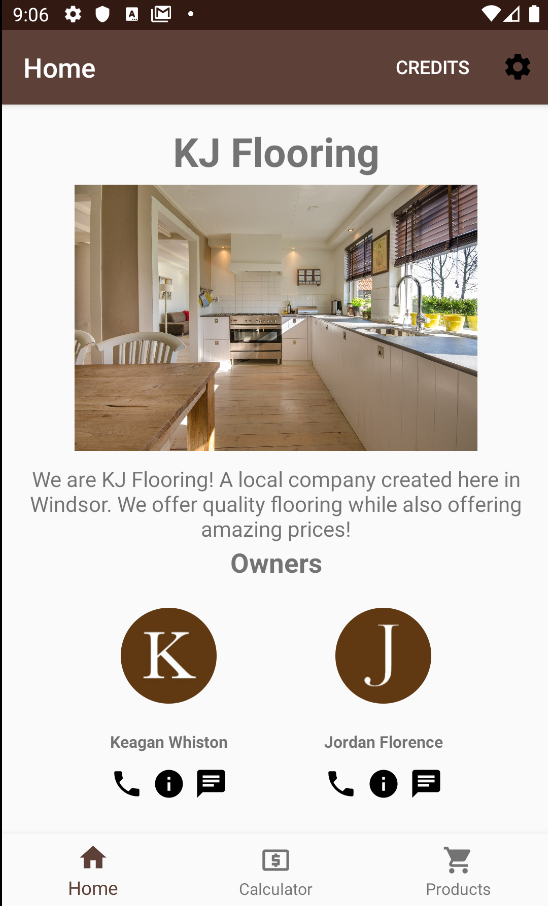 9:06
Home
CREDITS
KJ Flooring
We are KJ Flooring! A local company created here in
Windsor. We offer quality flooring while also offering
amazing prices!
Owners
K
J
Keagan Whiston
Jordan Florence
Home
Calculator
Products